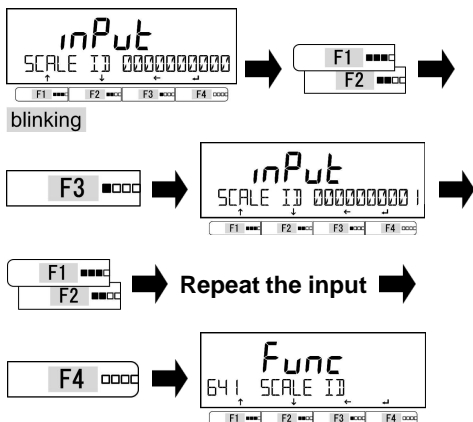 inPut
SCALE ID 0000000000
↑ ↓ ← ↵
F1 F2 F3 F4
F1
F2
blinking
F3
inPut
SCALE ID 0000000001
↑ ↓ ← ↵
F1 F2 F3 F4
F1
F2
Repeat the input
F4
Func
641 SCALE ID
↑ ↓ ← ↵
F1 F2 F3 F4